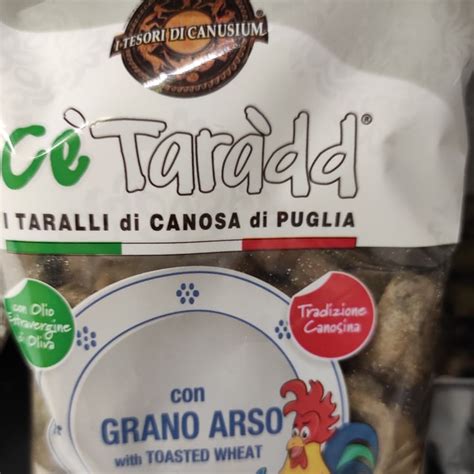 I TESORI DI CANUSIUM
cè Taràdd®
I TARALLI di CANOSA di PUGLIA
con Olio
Extravergine
di Oliva
Tradizione
Canosina
con
GRANO ARSO
with TOASTED WHEAT